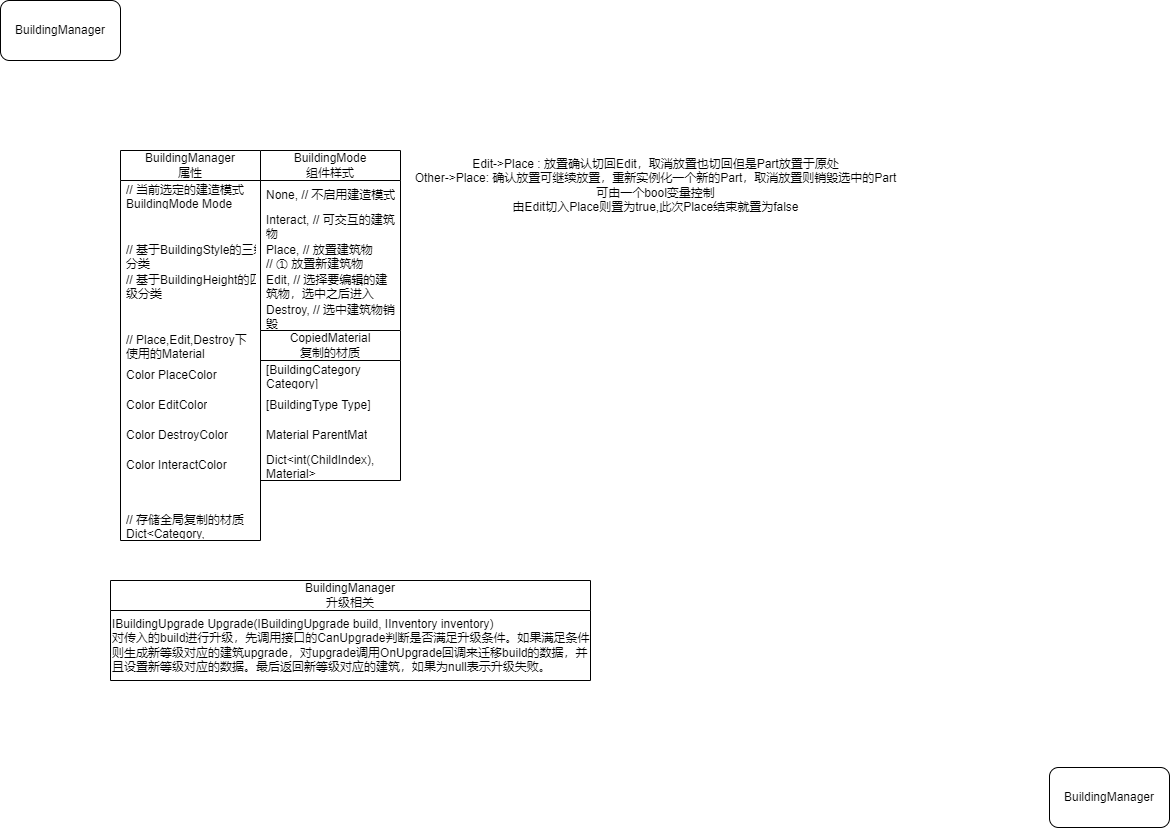 BuildingManager
BuildingManager
属性
// 当前选定的建造模式
BuildingMode Mode
// 基于BuildingStyle的三
分类
// 基于BuildingHeight的四
级分类
// Place,Edit,Destroy下
使用的Material
Color PlaceColor
Color EditColor
Color DestroyColor
Color InteractColor
// 存储全局复制的材质
Dict<Category,
BuildingMode
组件样式
None, // 不启用建造模式
Interact, // 可交互的建筑
物
Place, // 放置建筑物
// ① 放置新建筑物
Edit, // 选择要编辑的建
筑物，选中之后进入
Destroy, // 选中建筑物销
毁
CopiedMaterial
复制的材质
[BuildingCategory
Category]
[BuildingType Type]
Material ParentMat
Dict<int(ChildIndex),
Material>
Edit->Place : 放置确认切回Edit，取消放置也切回但是Part放置于原处
Other->Place: 确认放置可继续放置，重新实例化一个新的Part，取消放置则销毁选中的Part
可由一个bool变量控制
由Edit切入Place则置为true,此次Place结束就置为false
BuildingManager
升级相关
IBuildingUpgrade Upgrade(IBuildingUpgrade build, IInventory inventory)
对传入的build进行升级，先调用接口的CanUpgrade判断是否满足升级条件。如果满足条件
则生成新等级对应的建筑upgrade，对upgrade调用OnUpgrade回调来迁移build的数据，并
且设置新等级对应的数据。最后返回新等级对应的建筑，如果为null表示升级失败。
BuildingManager